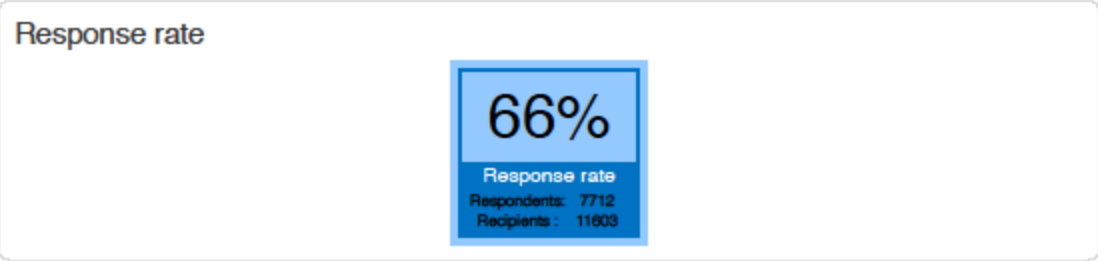 Response rate
66%
Response rate
Respondents: 7712
Recipients : 11603